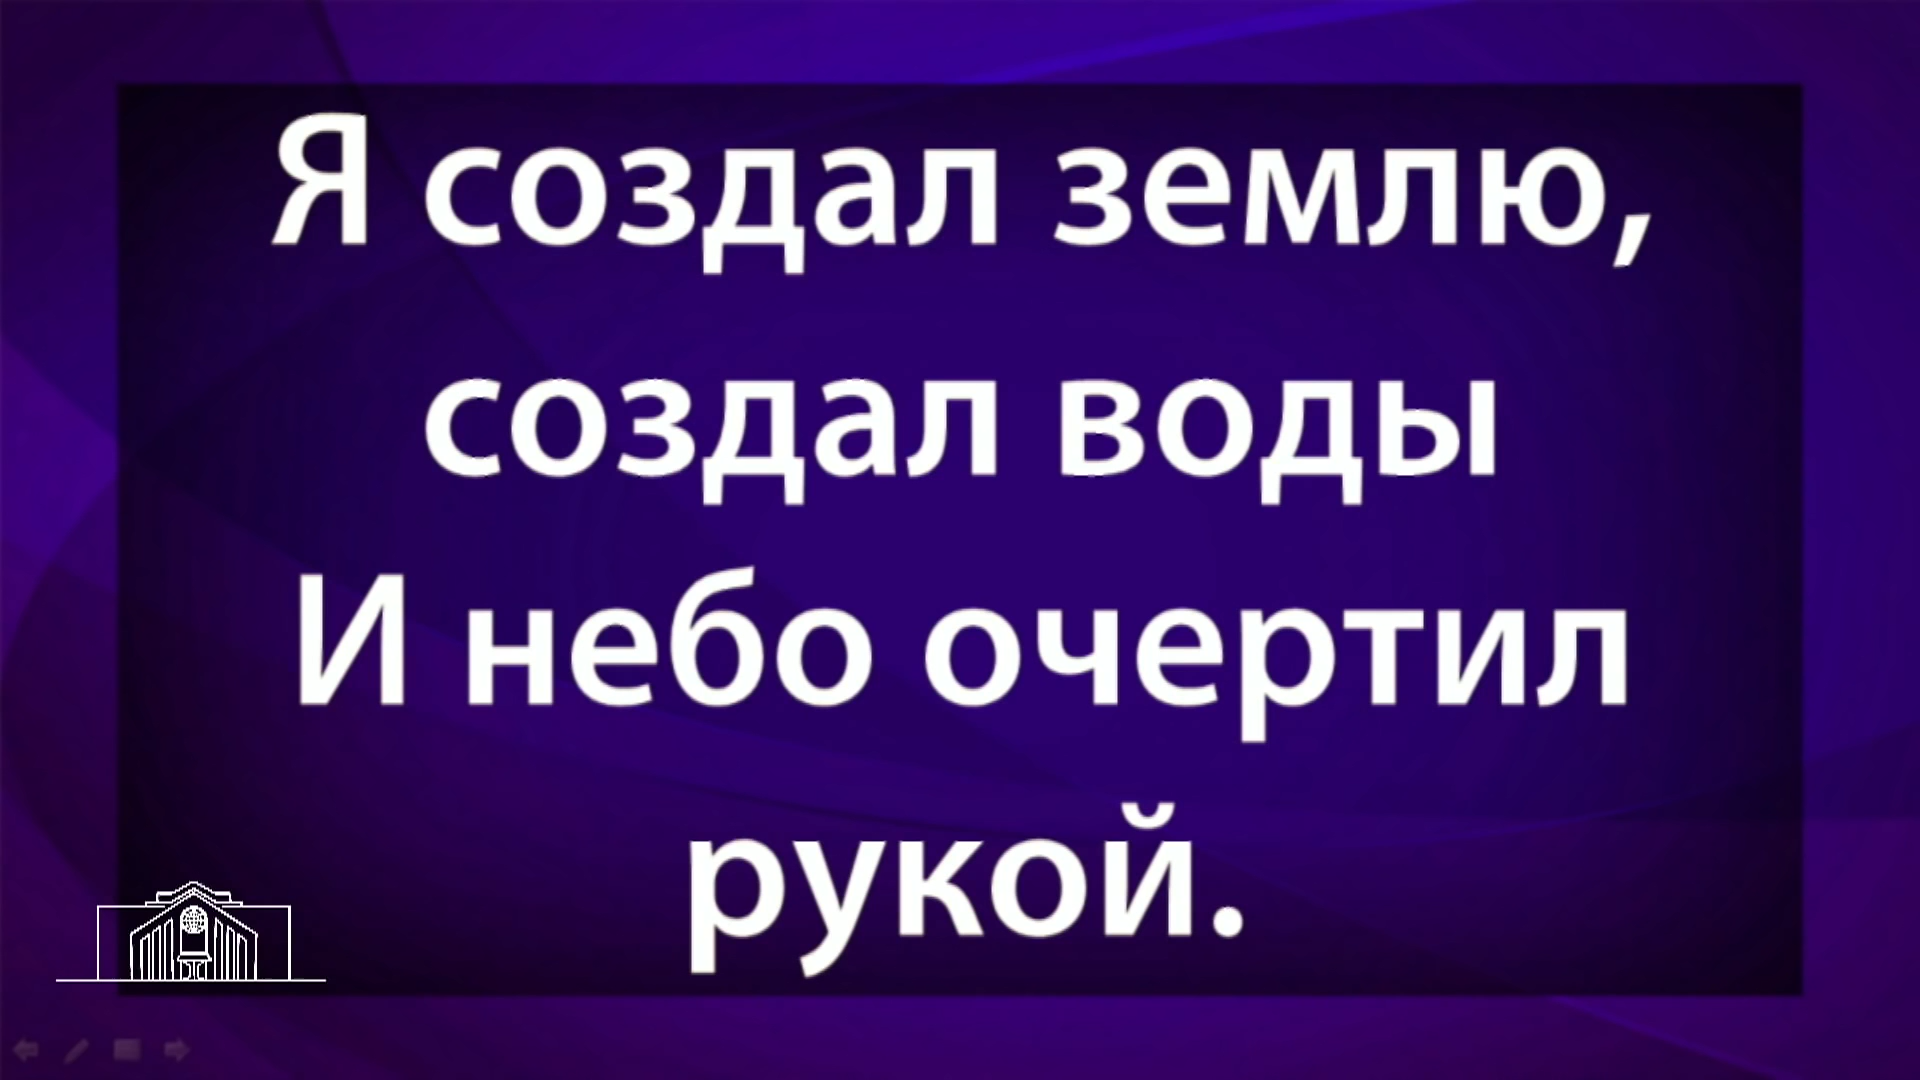 Я создал землю,
создал воды
И небо очертил
рукой.